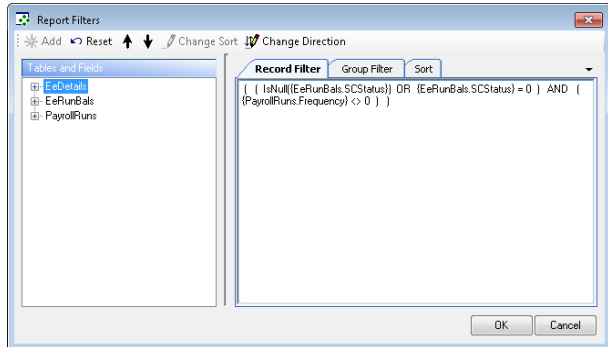 Report Filters
Add Reset Change Sort Change Direction
Tables and Fields
EeDetails
EeRunBals
PayrollRuns
Record Filter Group Filter Sort
( ( IsNull({EeRunBals.SCStatus}) OR {EeRunBals.SCStatus} = 0 ) AND (
{PayrollRuns.Frequency} <> 0 ) )
OK Cancel